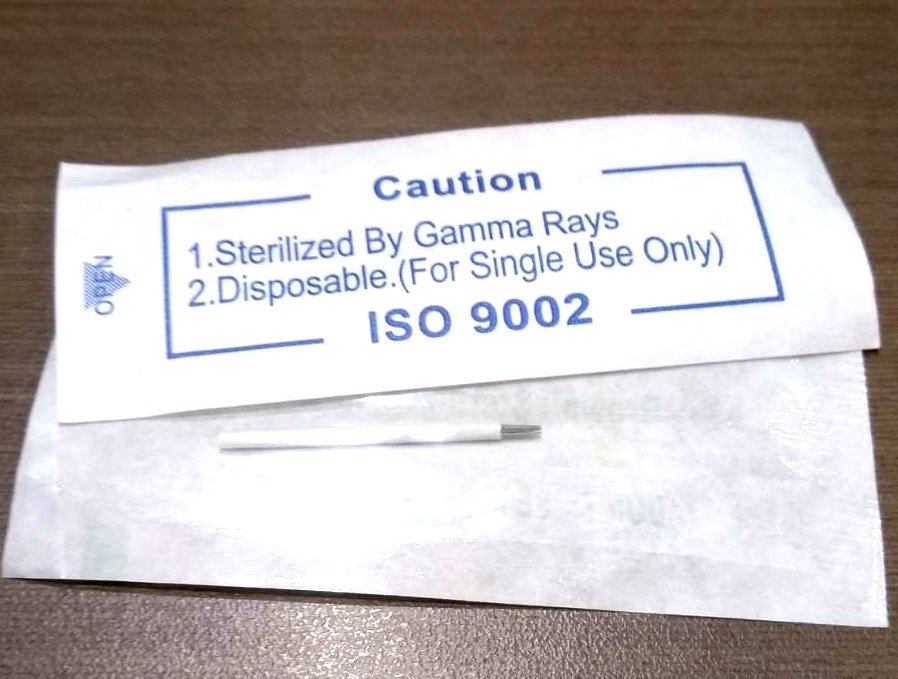 Caution
1.Sterilized By Gamma Rays
2.Disposable.(For Single Use Only)
ISO 9002
OPEN